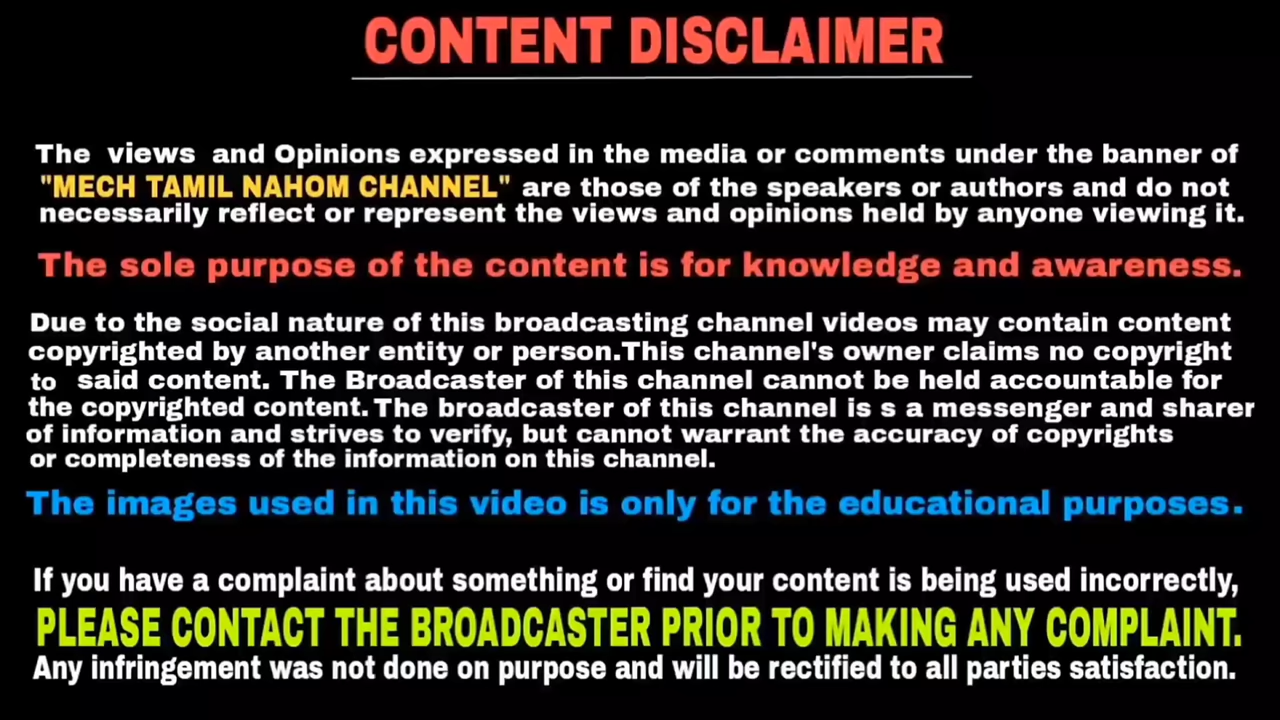 CONTENT DISCLAIMER
The views and Opinions expressed in the media or comments under the banner of
"MECH TAMIL NAHOM CHANNEL" are those of the speakers or authors and do not
necessarily reflect or represent the views and opinions held by anyone viewing it.
The sole purpose of the content is for knowledge and awareness.
Due to the social nature of this broadcasting channel videos may contain content
copyrighted by another entity or person.This channel's owner claims no copyright
to said content. The Broadcaster of this channel cannot be held accountable for
the copyrighted content. The broadcaster of this channel is s a messenger and sharer
of information and strives to verify, but cannot warrant the accuracy of copyrights
or completeness of the information on this channel.
The images used in this video is only for the educational purposes.
If you have a complaint about something or find your content is being used incorrectly,
PLEASE CONTACT THE BROADCASTER PRIOR TO MAKING ANY COMPLAINT.
Any infringement was not done on purpose and will be rectified to all parties satisfaction.